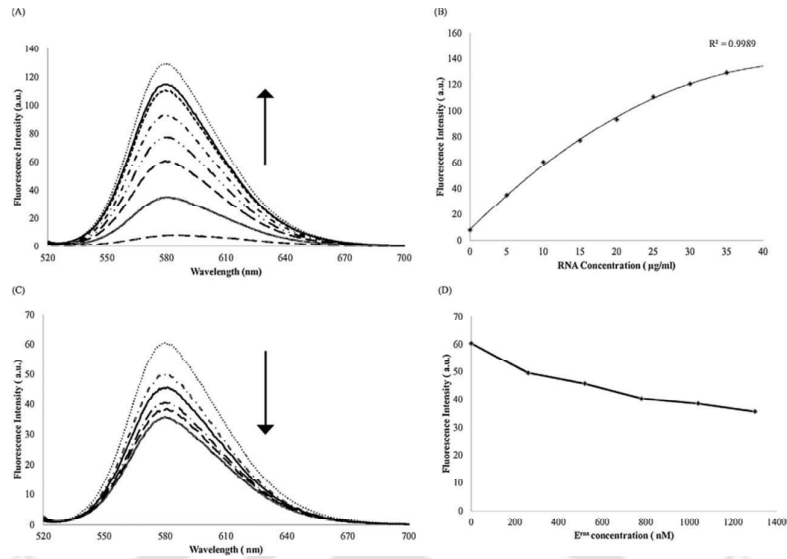 (A)
Fluorescence Intensity (a.u.)
140
120
100
80
60
40
20
0
520 550 580 610 640 670 700
Wavelength (nm)
(B)
R² = 0.9989
Fluorescence Intensity ( a.u.)
160
140
120
100
80
60
40
20
0
0 5 10 15 20 25 30 35 40
RNA Concentration ( µg/ml)
(C)
Fluorescence Intensity ( a.u.)
70
60
50
40
30
20
10
0
520 550 580 610 640 670 700
Wavelength ( nm)
(D)
Fluorescence Intensity ( a.u.)
70
60
50
40
30
20
10
0
0 200 400 600 800 1000 1200 1400
Eʳⁿˢ concentration ( nM)